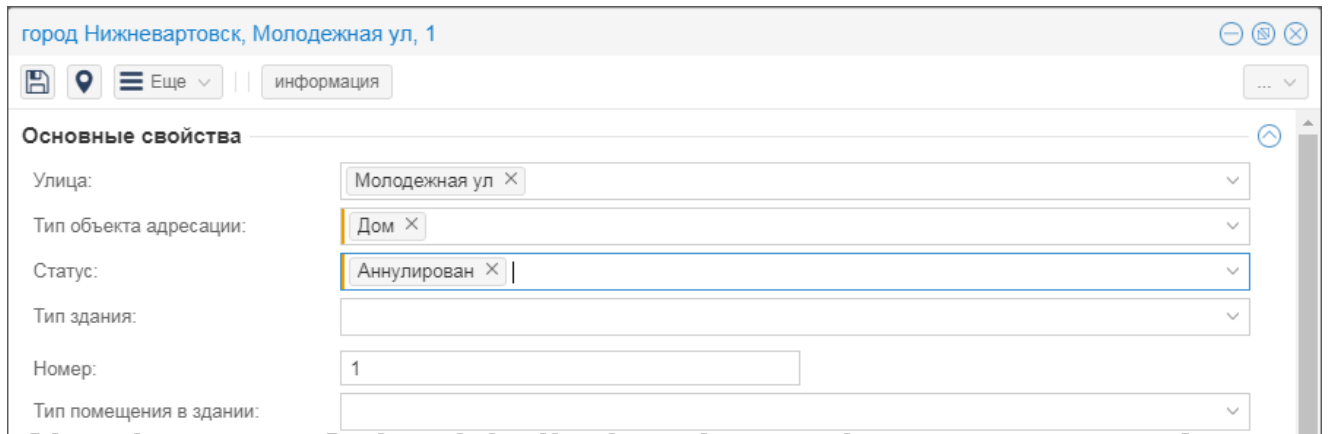 город Нижневартовск, Молодежная ул, 1
Еще информация ...
Основные свойства
Улица: Молодежная ул
Тип объекта адресации: Дом
Статус: Аннулирован
Тип здания:
Номер: 1
Тип помещения в здании: